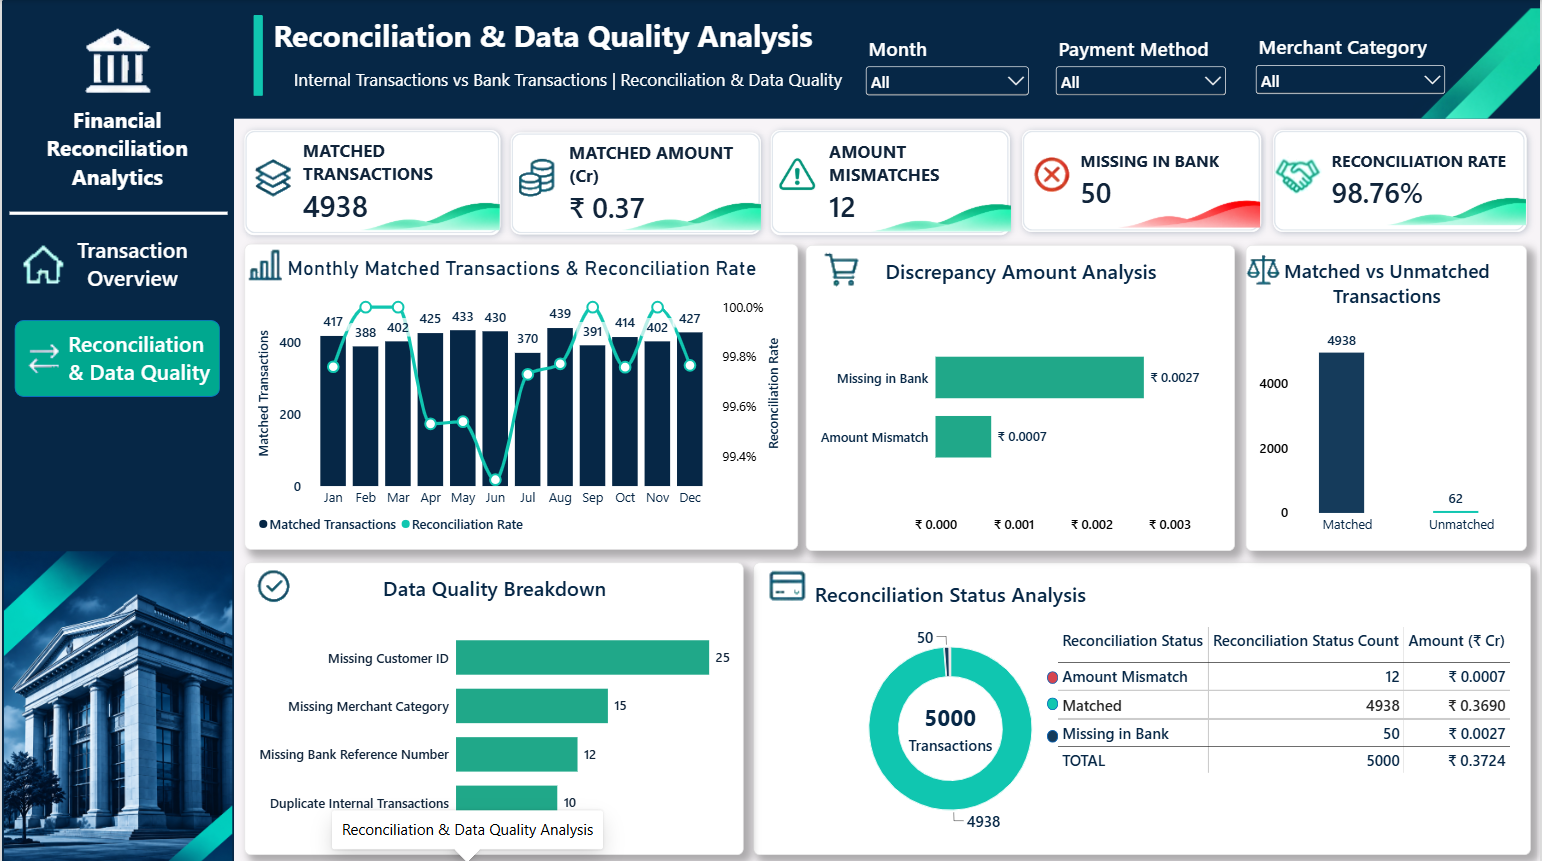 Financial
Reconciliation
Analytics
Transaction
Overview
Reconciliation
& Data Quality
Reconciliation & Data Quality Analysis
Internal Transactions vs Bank Transactions | Reconciliation & Data Quality
Month
All
Payment Method
All
Merchant Category
All
MATCHED
TRANSACTIONS
4938
MATCHED AMOUNT
(Cr)
₹ 0.37
AMOUNT
MISMATCHES
12
MISSING IN BANK
50
RECONCILIATION RATE
98.76%
Monthly Matched Transactions & Reconciliation Rate
Matched Transactions
400
200
0
417 388 402 425 433 430 370 439 391 414 402 427
Jan Feb Mar Apr May Jun Jul Aug Sep Oct Nov Dec
100.0%
99.8%
99.6%
99.4%
Reconciliation Rate
Matched Transactions Reconciliation Rate
Discrepancy Amount Analysis
Missing in Bank ₹ 0.0027
Amount Mismatch ₹ 0.0007
₹ 0.000 ₹ 0.001 ₹ 0.002 ₹ 0.003
Matched vs Unmatched
Transactions
4938
4000
2000
0
62
Matched Unmatched
Data Quality Breakdown
Missing Customer ID 25
Missing Merchant Category 15
Missing Bank Reference Number 12
Duplicate Internal Transactions 10
Reconciliation & Data Quality Analysis
Reconciliation Status Analysis
50
5000
Transactions
4938
Reconciliation Status Reconciliation Status Count Amount (₹ Cr)
Amount Mismatch 12 ₹ 0.0007
Matched 4938 ₹ 0.3690
Missing in Bank 50 ₹ 0.0027
TOTAL 5000 ₹ 0.3724